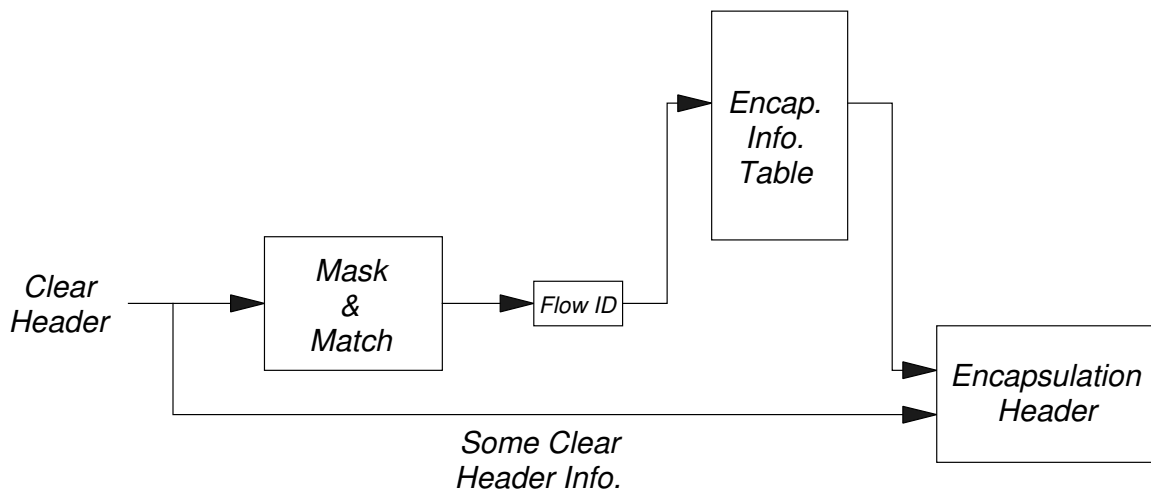 Encap.
Info.
Table
Clear
Header
Mask
&
Match
Flow ID
Encapsulation
Header
Some Clear
Header Info.